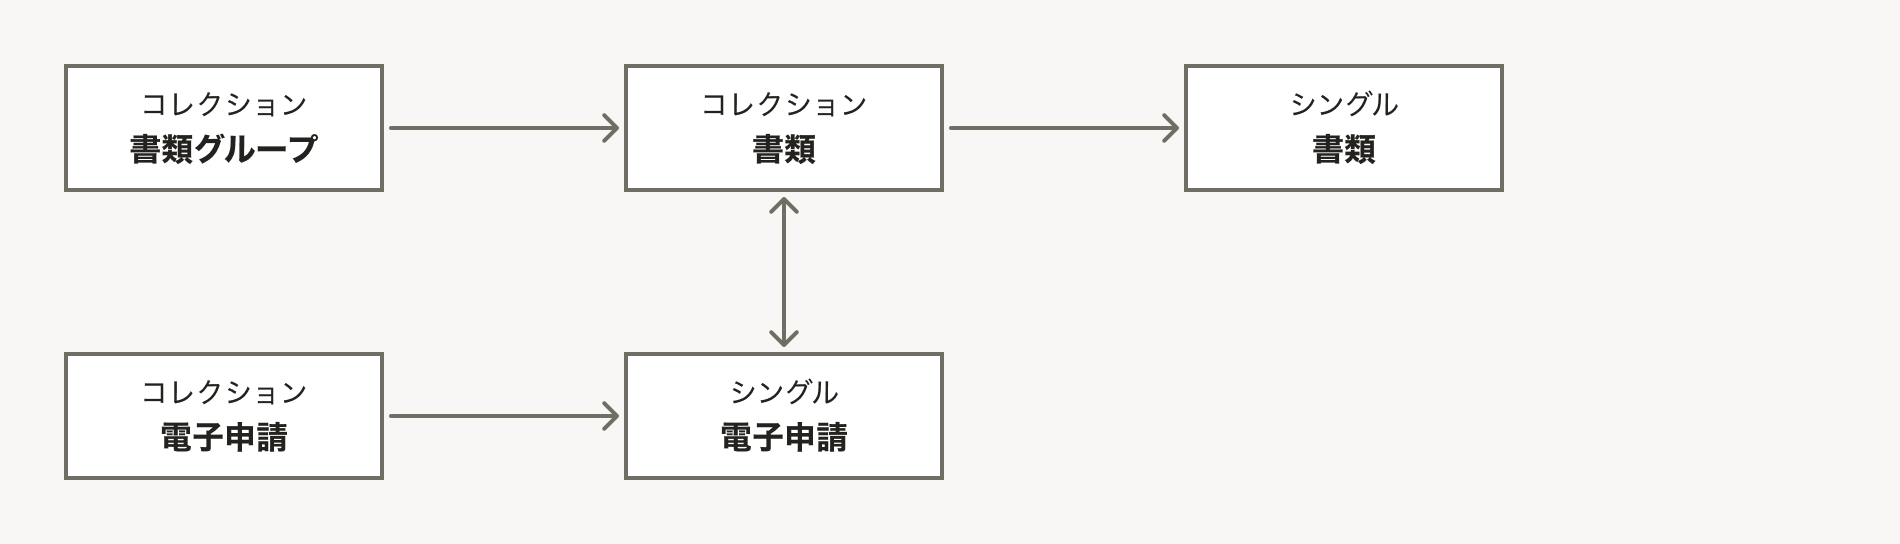 コレクション
書類グループ
コレクション
書類
シングル
書類
コレクション
電子申請
シングル
電子申請